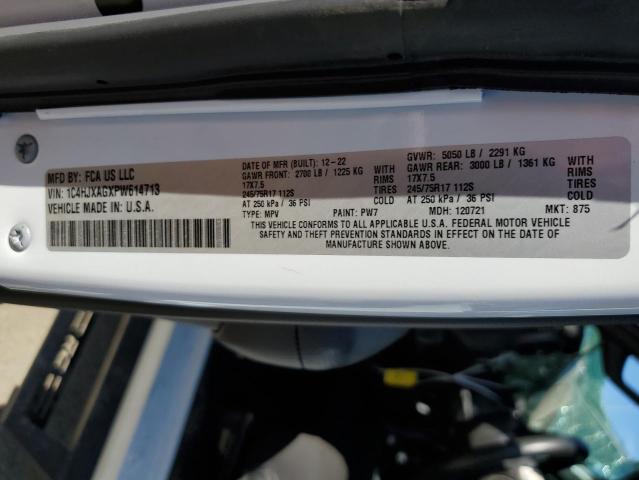 MFD BY: FCA US LLC
VIN: 1C4HJXAGXPW614713
VEHICLE MADE IN: U.S.A.
DATE OF MFR (BUILT): 12-22
GAWR FRONT: 2700 LB / 1225 KG WITH
17X7.5 RIMS
245/75R17 112S TIRES
AT 250 kPa / 36 PSI COLD
GVWR: 5050 LB / 2291 KG
GAWR REAR: 3000 LB / 1361 KG WITH
17X7.5 RIMS
245/75R17 112S TIRES
AT 250 kPa / 36 PSI COLD
TYPE: MPV PAINT: PW7 MDH: 120721 MKT: 875
THIS VEHICLE CONFORMS TO ALL APPLICABLE U.S.A. FEDERAL MOTOR VEHICLE
SAFETY AND THEFT PREVENTION STANDARDS IN EFFECT ON THE DATE OF
MANUFACTURE SHOWN ABOVE.